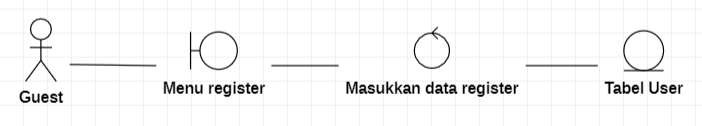 Guest
Menu register
Masukkan data register
Tabel User